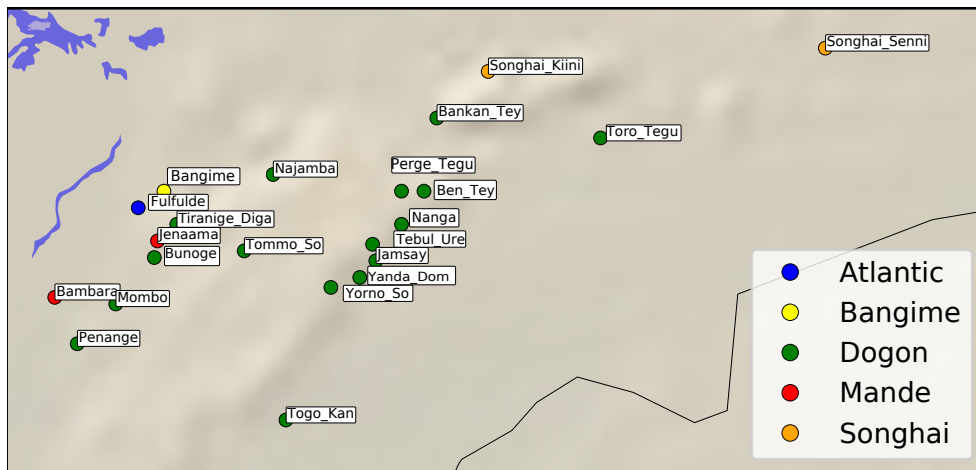 Songhai_Senni
Songhai_Kiini
Bankan_Tey
Toro_Tegu
Perge_Tegu
Najamba
Bangime
Ben_Tey
Fulfulde
Tiranige_Diga
Nanga
Jenaama
Tebul_Ure
Tommo_So
Bunoge
Jamsay
Yanda_Dom
Bambara
Mombo
Yorno_So
Penange
Togo_Kan
Atlantic
Bangime
Dogon
Mande
Songhai